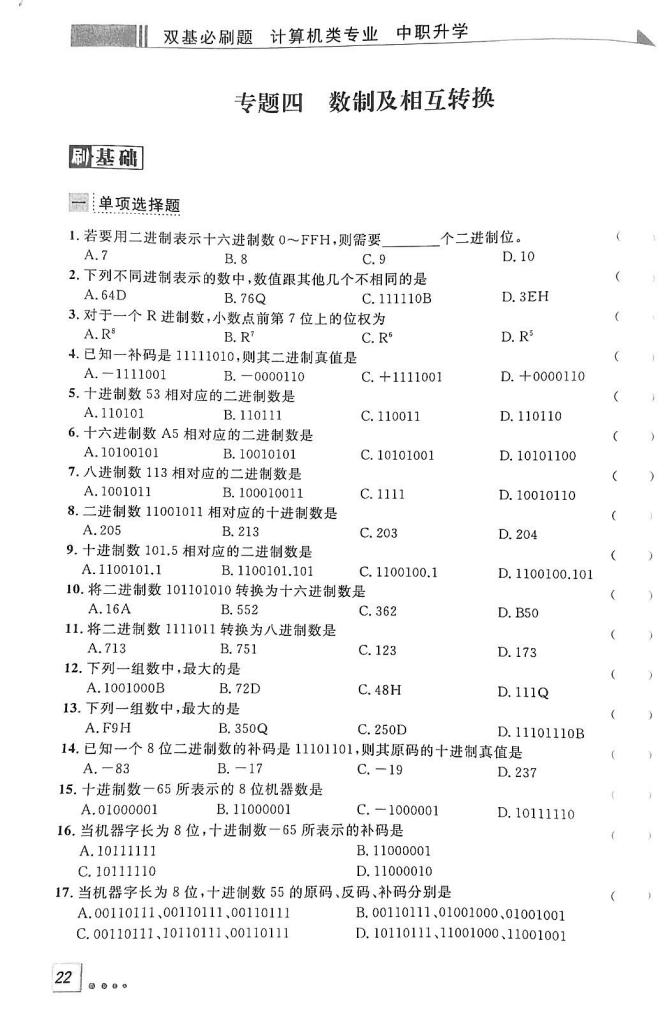 双基必刷题 计算机类专业 中职升学
专题四 数制及相互转换
刷基础
一 单项选择题
1. 若要用二进制表示十六进制数 0～FFH,则需要______个二进制位。 (
A. 7 B. 8 C. 9 D. 10
2. 下列不同进制表示的数中,数值跟其他几个不相同的是 (
A. 64D B. 76Q C. 111110B D. 3EH
3. 对于一个 R 进制数,小数点前第 7 位上的位权为 (
A. R⁸ B. R⁷ C. R⁶ D. R⁵
4. 已知一补码是 11111010,则其二进制真值是 ( )
A. －1111001 B. －0000110 C. ＋1111001 D. ＋0000110
5. 十进制数 53 相对应的二进制数是 ( )
A. 110101 B. 110111 C. 110011 D. 110110
6. 十六进制数 A5 相对应的二进制数是 ( )
A. 10100101 B. 10010101 C. 10101001 D. 10101100
7. 八进制数 113 相对应的二进制数是 ( )
A. 1001011 B. 100010011 C. 1111 D. 10010110
8. 二进制数 11001011 相对应的十进制数是 ( )
A. 205 B. 213 C. 203 D. 204
9. 十进制数 101.5 相对应的二进制数是 ( )
A. 1100101.1 B. 1100101.101 C. 1100100.1 D. 1100100.101
10. 将二进制数 101101010 转换为十六进制数是 ( )
A. 16A B. 552 C. 362 D. B50
11. 将二进制数 1111011 转换为八进制数是 ( )
A. 713 B. 751 C. 123 D. 173
12. 下列一组数中,最大的是 ( )
A. 1001000B B. 72D C. 48H D. 111Q
13. 下列一组数中,最大的是 ( )
A. F9H B. 350Q C. 250D D. 11101110B
14. 已知一个 8 位二进制数的补码是 11101101,则其原码的十进制真值是 ( )
A. －83 B. －17 C. －19 D. 237
15. 十进制数－65 所表示的 8 位机器数是 ( )
A. 01000001 B. 11000001 C. －1000001 D. 10111110
16. 当机器字长为 8 位,十进制数－65 所表示的补码是 ( )
A. 10111111 B. 11000001
C. 10111110 D. 11000010
17. 当机器字长为 8 位,十进制数 55 的原码、反码、补码分别是 ( )
A. 00110111、00110111、00110111 B. 00110111、01001000、01001001
C. 00110111、10110111、00110111 D. 10110111、11001000、11001001
22